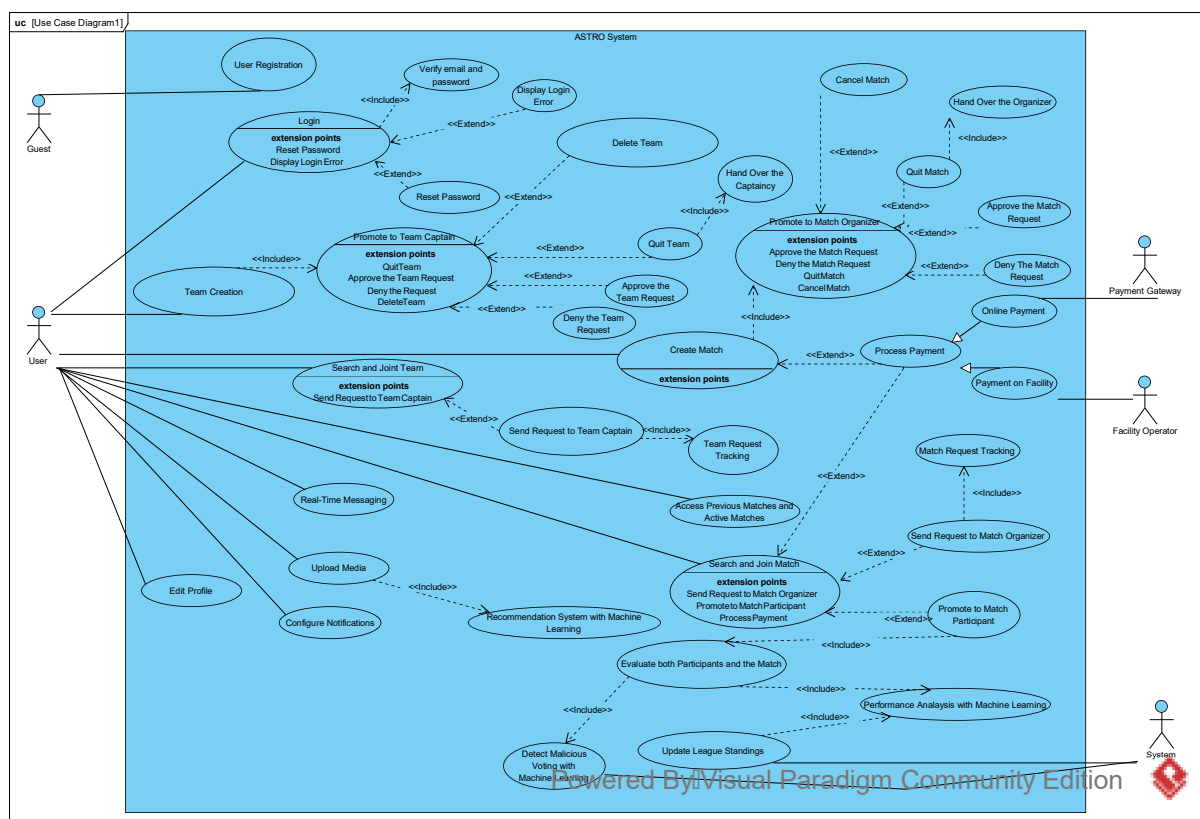 uc [Use Case Diagram1]
ASTRO System
User Registration
Guest
Verify email and
password
<<Include>>
Display Login
Error
<<Extend>>
Login
extension points
Reset Password
Display Login Error
<<Extend>>
Reset Password
Delete Team
<<Extend>>
Cancel Match
<<Extend>>
Hand Over the Organizer
<<Include>>
Quit Match
<<Extend>>
Approve the Match
Request
<<Extend>>
Deny The Match
Request
<<Extend>>
Promote to Match Organizer
extension points
Approve the Match Request
Deny the Match Request
QuitMatch
CancelMatch
Hand Over the
Captaincy
<<Include>>
Quit Team
<<Extend>>
Promote to Team Captain
extension points
QuitTeam
Approve the Team Request
Deny the Request
DeleteTeam
<<Extend>>
Approve the
Team Request
<<Extend>>
Deny the Team
Request
<<Include>>
Team Creation
User
Payment Gateway
Online Payment
Process Payment
Payment on Facility
Facility Operator
<<Include>>
Create Match
extension points
<<Extend>>
Search and Joint Team
extension points
Send Request to Team Captain
<<Extend>>
Send Request to Team Captain
<<Include>>
Team Request
Tracking
<<Extend>>
Match Request Tracking
<<Include>>
Send Request to Match Organizer
<<Extend>>
Real-Time Messaging
Access Previous Matches and
Active Matches
Upload Media
<<Include>>
Recommendation System with Machine
Learning
Edit Profile
Configure Notifications
Search and Join Match
extension points
Send Request to Match Organizer
Promote to Match Participant
ProcessPayment
<<Extend>>
Promote to Match
Participant
<<Include>>
Evaluate both Participants and the Match
<<Include>>
Performance Analaysis with Machine Learning
<<Include>>
<<Include>>
Update League Standings
Detect Malicious
Voting with
Machine Learning
System
Powered By Visual Paradigm Community Edition